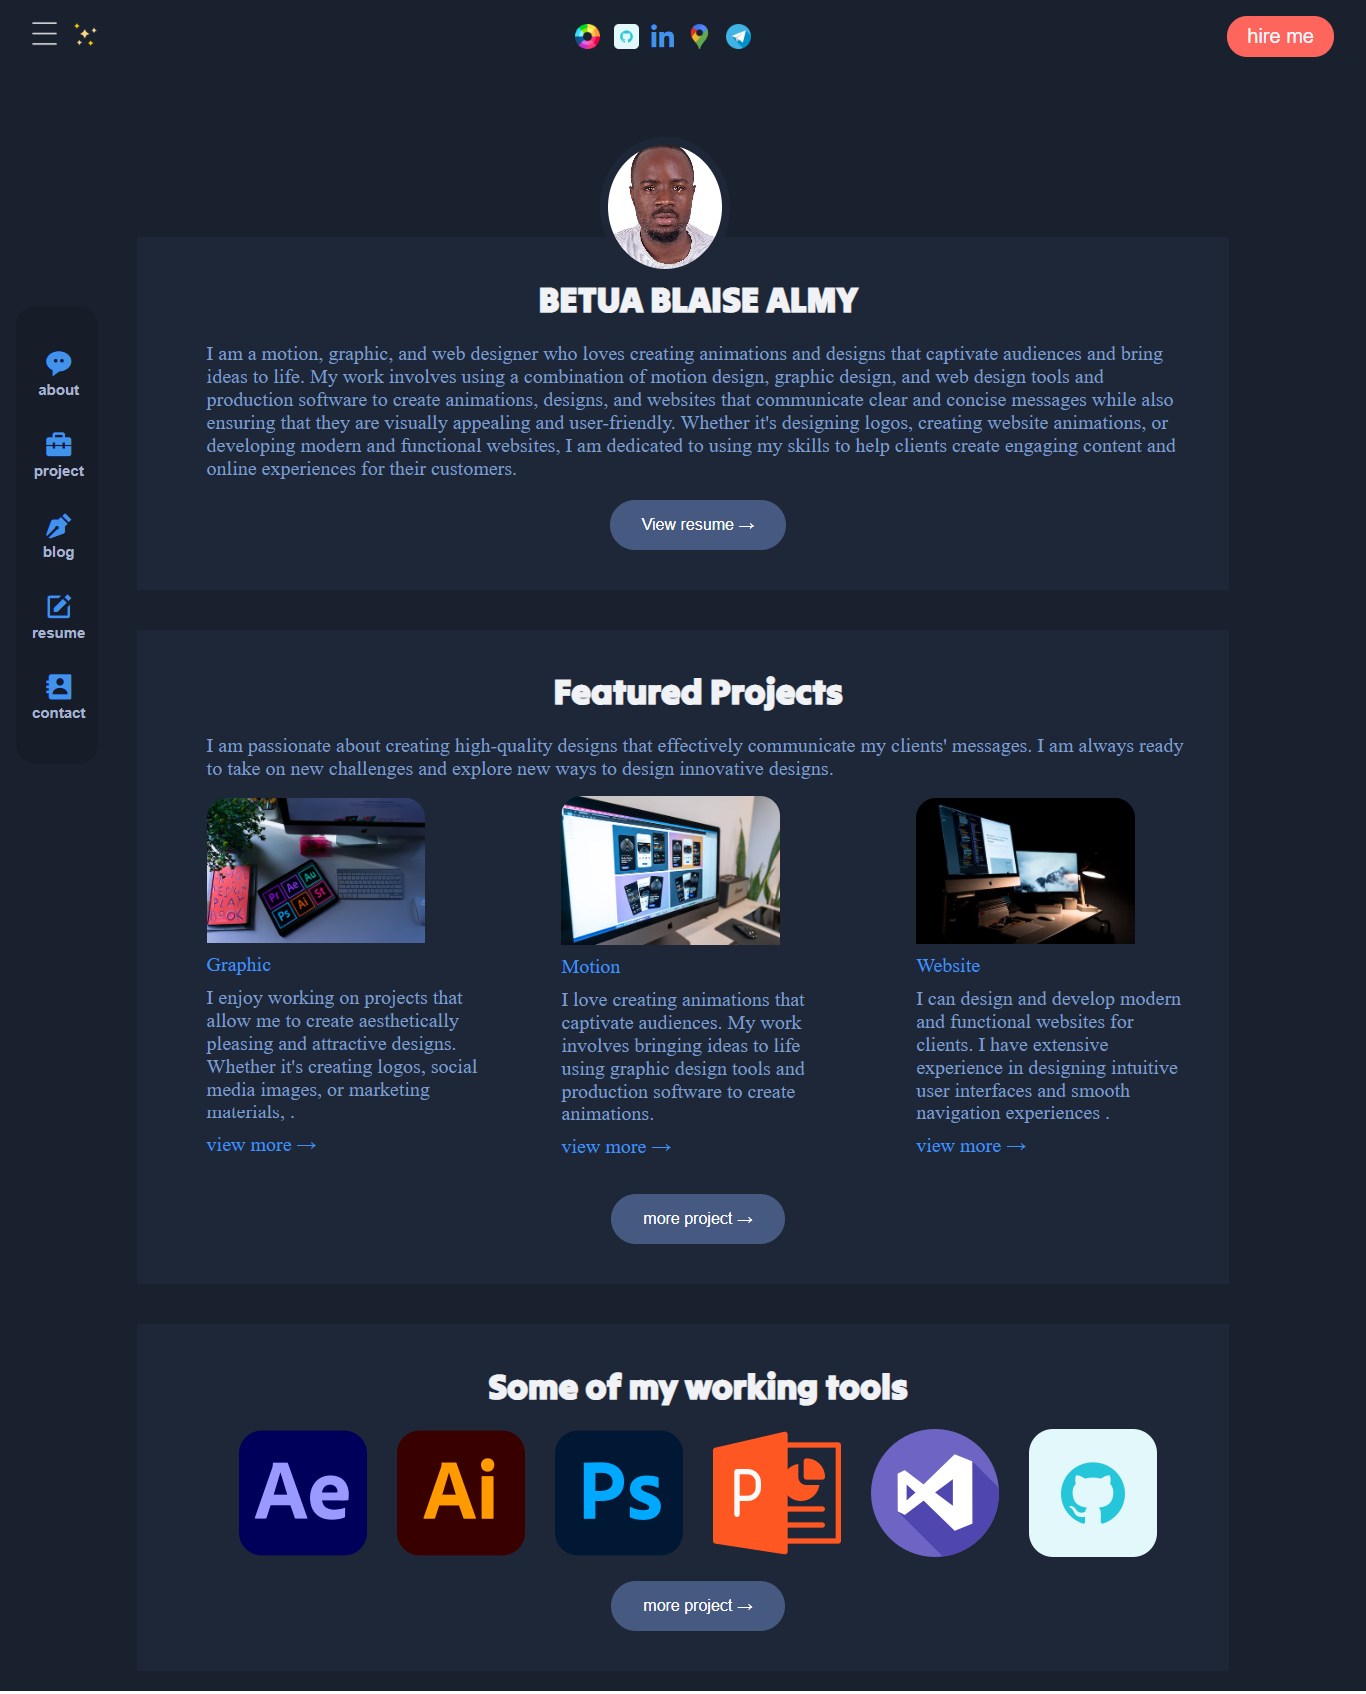 hire me
BETUA BLAISE ALMY
I am a motion, graphic, and web designer who loves creating animations and designs that captivate audiences and bring
ideas to life. My work involves using a combination of motion design, graphic design, and web design tools and
production software to create animations, designs, and websites that communicate clear and concise messages while also
ensuring that they are visually appealing and user-friendly. Whether it's designing logos, creating website animations, or
developing modern and functional websites, I am dedicated to using my skills to help clients create engaging content and
online experiences for their customers.
View resume →
about
project
blog
resume
contact
Featured Projects
I am passionate about creating high-quality designs that effectively communicate my clients' messages. I am always ready
to take on new challenges and explore new ways to design innovative designs.
Pr Ae Au
Ps Ai St
Graphic
I enjoy working on projects that
allow me to create aesthetically
pleasing and attractive designs.
Whether it's creating logos, social
media images, or marketing
materials, .
view more →
Motion
I love creating animations that
captivate audiences. My work
involves bringing ideas to life
using graphic design tools and
production software to create
animations.
view more →
Website
I can design and develop modern
and functional websites for
clients. I have extensive
experience in designing intuitive
user interfaces and smooth
navigation experiences .
view more →
more project →
Some of my working tools
Ae
Ai
Ps
P
more project →